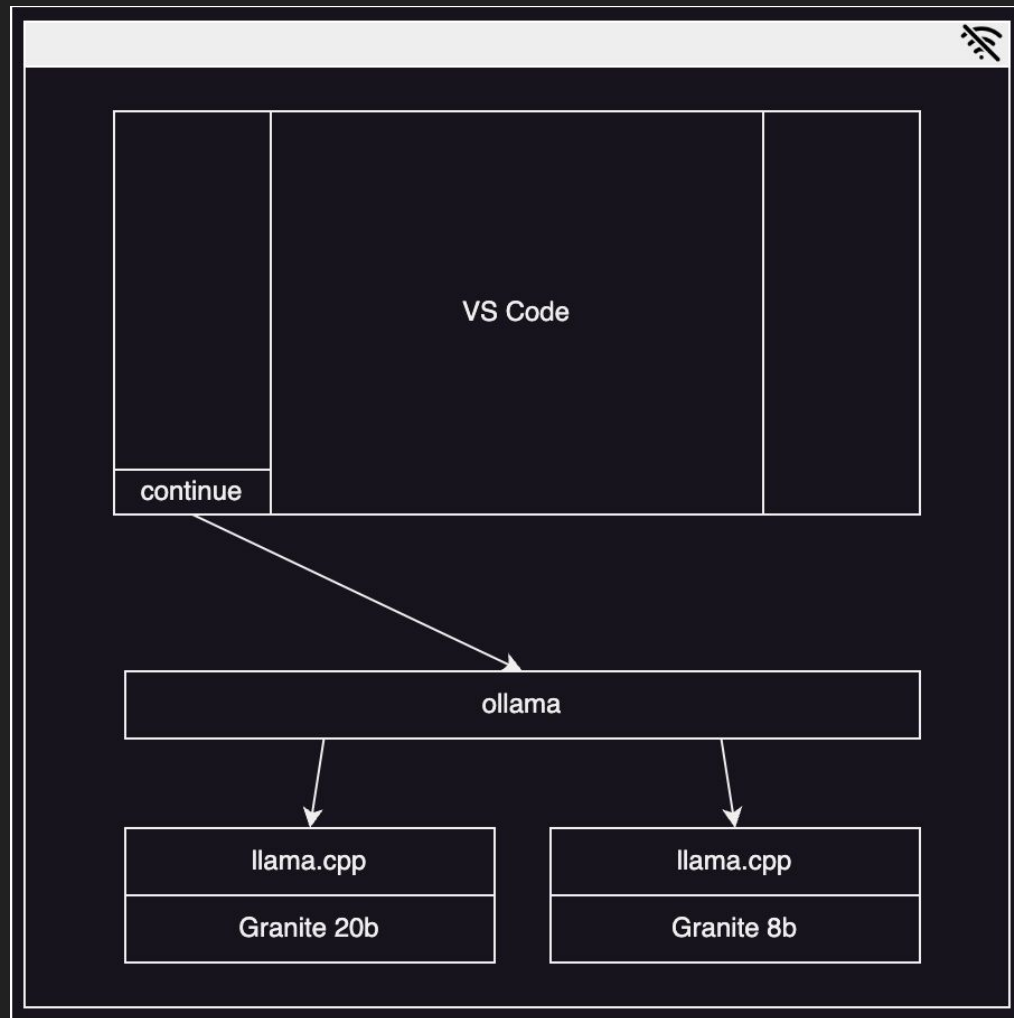 VS Code
continue
ollama
llama.cpp
llama.cpp
Granite 20b
Granite 8b